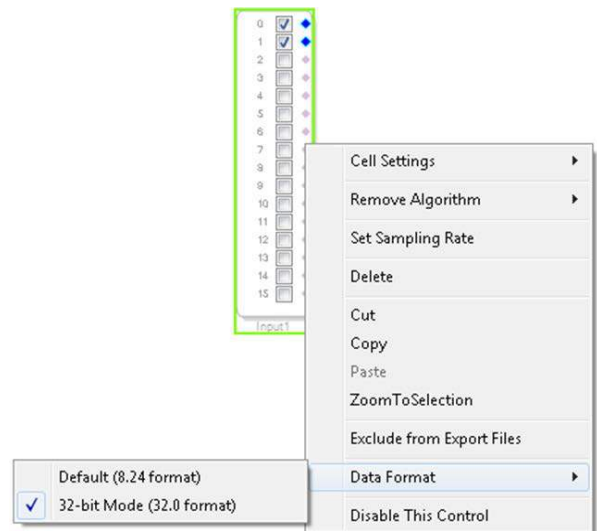 0
1
2
3
4
5
6
7
8
9
10
11
12
13
14
15
Input1
Cell Settings
Remove Algorithm
Set Sampling Rate
Delete
Cut
Copy
Paste
ZoomToSelection
Exclude from Export Files
Data Format
Default (8.24 format)
32-bit Mode (32.0 format)
Disable This Control